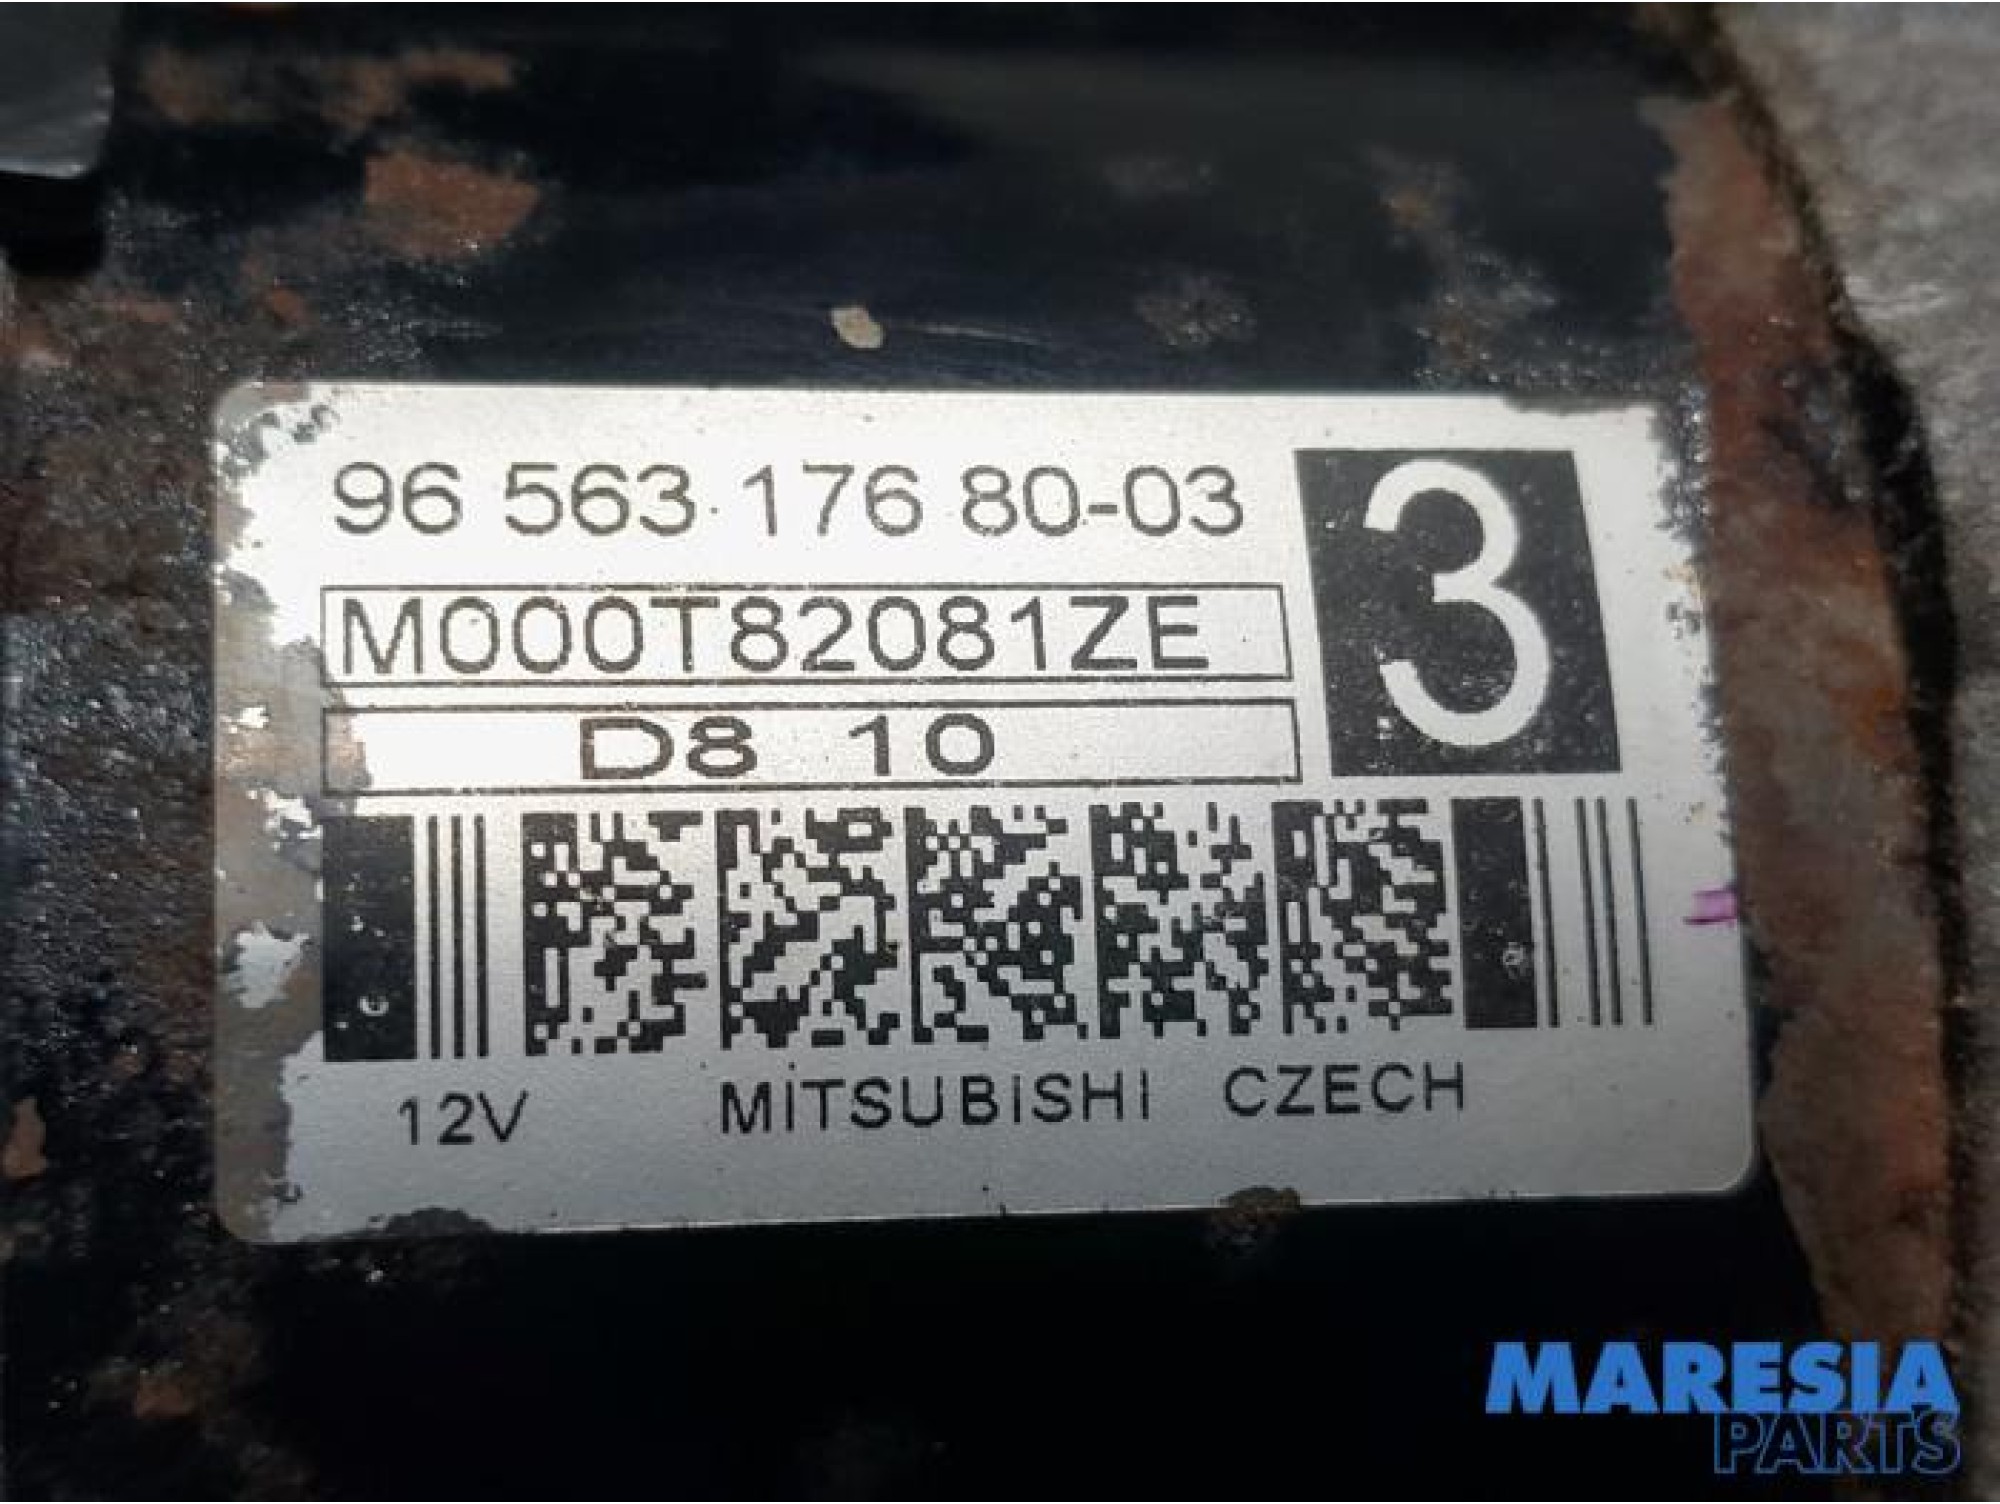 96 563 176 80-03
3
M000T82081ZE
D8 10
12V MITSUBISHI CZECH
MARESIA
PARTS